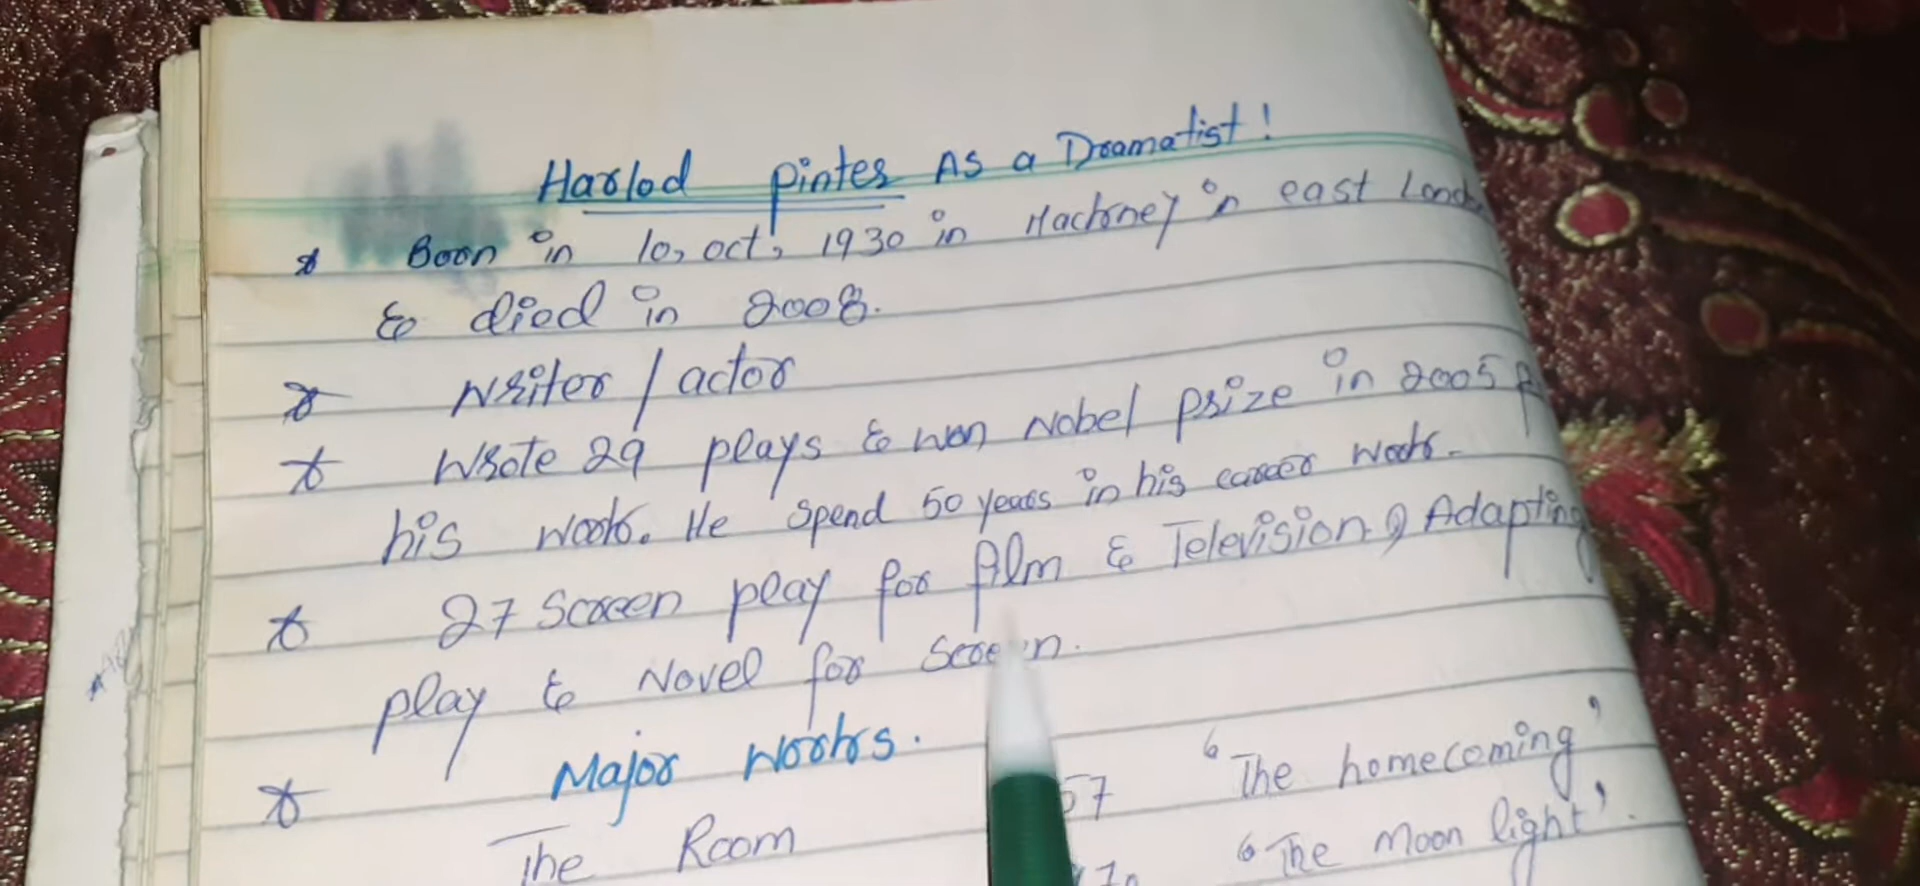 Harlod Pinter As a Dramatist!
* Born in 10, oct, 1930 in Hackney in east
& died in 2008.
* Writer / actor
* Wrote 29 plays & won Nobel prize in 2005
his work. He spend 50 years in his career work.
* 27 Screen play for film & Television. Adapting
play & Novel for Screen.
* Major Works.
57 'The homecoming'
The Room
'The Moon light'.